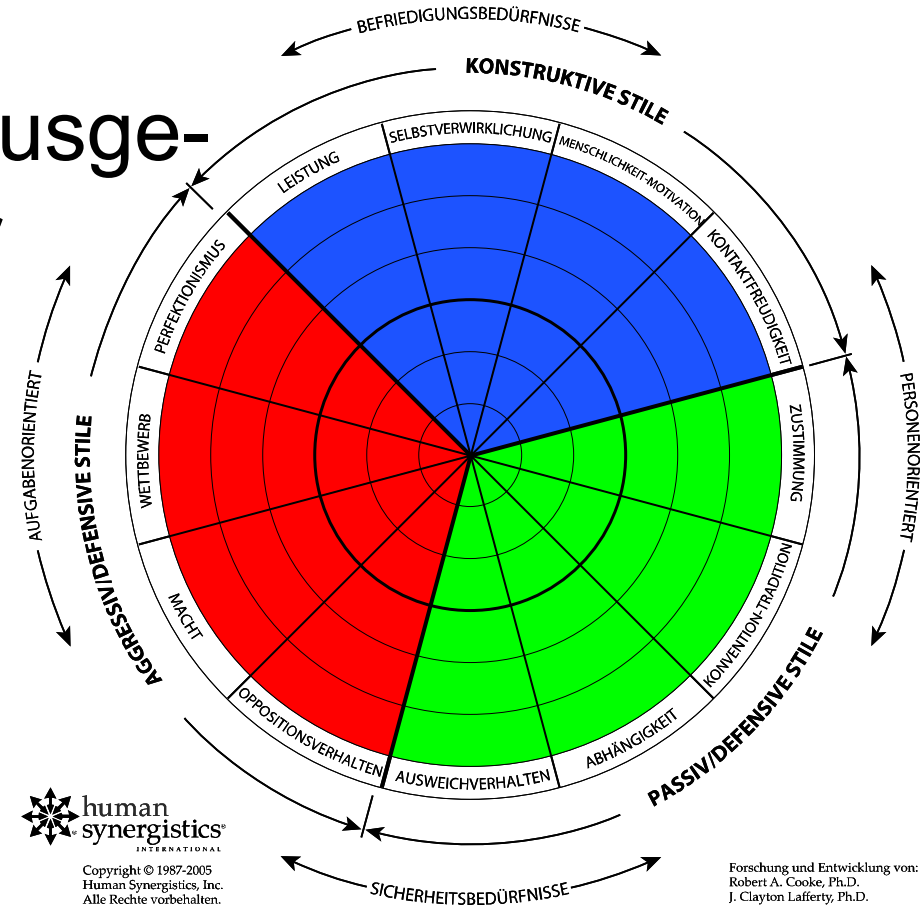 BEFRIEDIGUNGSBEDÜRFNISSE
KONSTRUKTIVE STILE
usge-
SELBSTVERWIRKLICHUNG
MENSCHLICHKEIT-MOTIVATION
LEISTUNG
KONTAKTFREUDIGKEIT
PERFEKTIONISMUS
ZUSTIMMUNG
WETTBEWERB
AUFGABENORIENTIERT
PERSONENORIENTIERT
AGGRESSIV/DEFENSIVE STILE
KONVENTION-TRADITION
MACHT
OPPOSITIONSVERHALTEN
ABHÄNGIGKEIT
AUSWEICHVERHALTEN
PASSIV/DEFENSIVE STILE
human
synergistics®
INTERNATIONAL
Copyright © 1987-2005
Human Synergistics, Inc.
Alle Rechte vorbehalten.
SICHERHEITSBEDÜRFNISSE
Forschung und Entwicklung von:
Robert A. Cooke, Ph.D.
J. Clayton Lafferty, Ph.D.